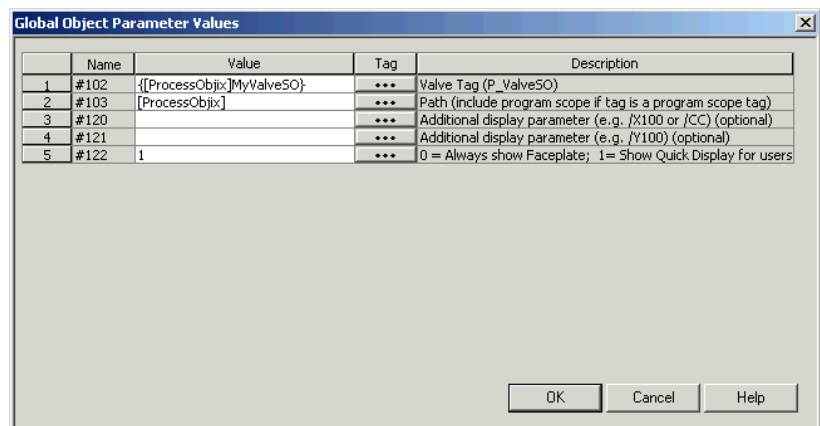 Global Object Parameter Values
Name Value Tag Description
1 #102 {[ProcessObjix]MyValveSO} ••• Valve Tag (P_ValveSO)
2 #103 [ProcessObjix] ••• Path (include program scope if tag is a program scope tag)
3 #120 ••• Additional display parameter (e.g. /X100 or /CC) (optional)
4 #121 ••• Additional display parameter (e.g. /Y100) (optional)
5 #122 1 ••• 0 = Always show Faceplate; 1= Show Quick Display for users
OK Cancel Help